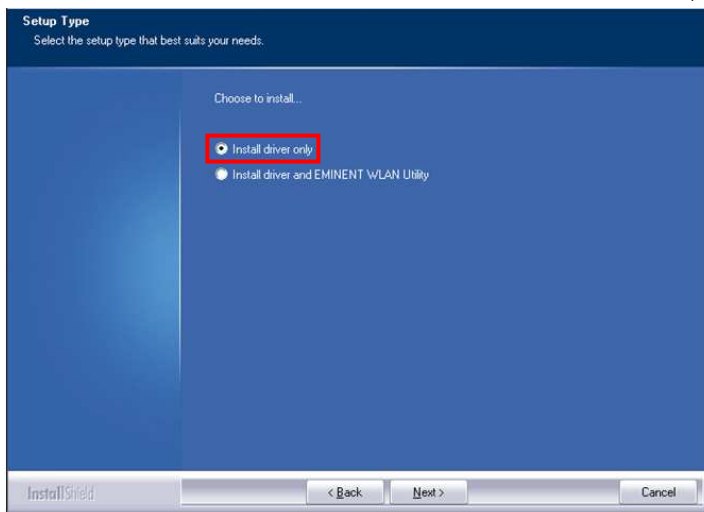 Setup Type
Select the setup type that best suits your needs.
Choose to install...
Install driver only
Install driver and EMINENT WLAN Utility
InstallShield
< Back
Next >
Cancel